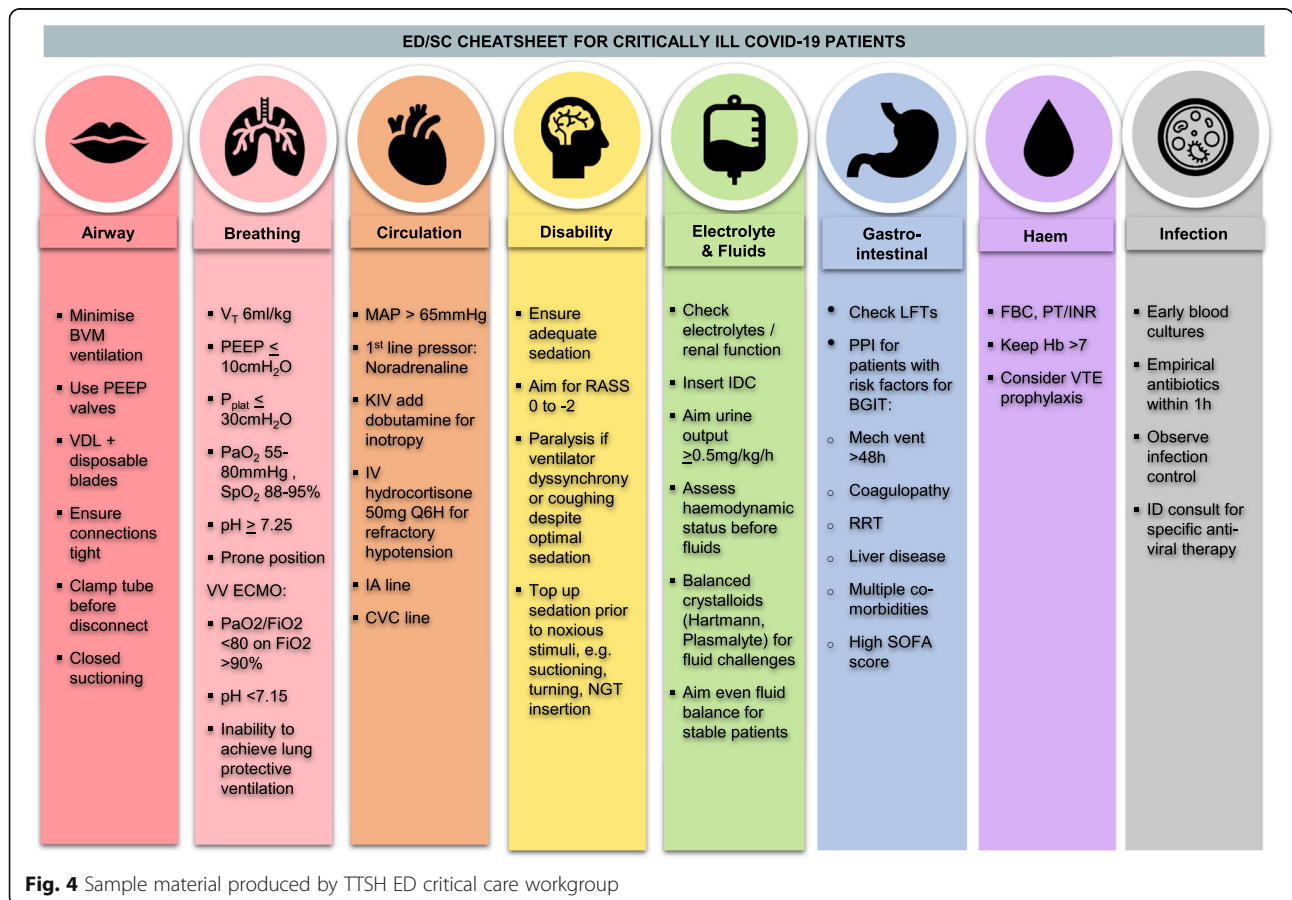 ED/SC CHEATSHEET FOR CRITICALLY ILL COVID-19 PATIENTS
Airway
▪ Minimise
BVM
ventilation
▪ Use PEEP
valves
▪ VDL +
disposable
blades
▪ Ensure
connections
tight
▪ Clamp tube
before
disconnect
▪ Closed
suctioning
Breathing
▪ V_T 6ml/kg
▪ PEEP ≤
10cmH₂O
▪ P_plat ≤
30cmH₂O
▪ PaO₂ 55-
80mmHg ,
SpO₂ 88-95%
▪ pH ≥ 7.25
▪ Prone position
VV ECMO:
▪ PaO2/FiO2
<80 on FiO2
>90%
▪ pH <7.15
▪ Inability to
achieve lung
protective
ventilation
Circulation
▪ MAP > 65mmHg
▪ 1st line pressor:
Noradrenaline
▪ KIV add
dobutamine for
inotropy
▪ IV
hydrocortisone
50mg Q6H for
refractory
hypotension
▪ IA line
▪ CVC line
Disability
▪ Ensure
adequate
sedation
▪ Aim for RASS
0 to -2
▪ Paralysis if
ventilator
dyssynchrony
or coughing
despite
optimal
sedation
▪ Top up
sedation prior
to noxious
stimuli, e.g.
suctioning,
turning, NGT
insertion
Electrolyte
& Fluids
▪ Check
electrolytes /
renal function
▪ Insert IDC
▪ Aim urine
output
≥0.5mg/kg/h
▪ Assess
haemodynamic
status before
fluids
▪ Balanced
crystalloids
(Hartmann,
Plasmalyte) for
fluid challenges
▪ Aim even fluid
balance for
stable patients
Gastro-
intestinal
• Check LFTs
• PPI for
patients with
risk factors for
BGIT:
○ Mech vent
>48h
○ Coagulopathy
○ RRT
○ Liver disease
○ Multiple co-
morbidities
○ High SOFA
score
Haem
▪ FBC, PT/INR
▪ Keep Hb >7
▪ Consider VTE
prophylaxis
Infection
▪ Early blood
cultures
▪ Empirical
antibiotics
within 1h
▪ Observe
infection
control
▪ ID consult for
specific anti-
viral therapy
Fig. 4 Sample material produced by TTSH ED critical care workgroup